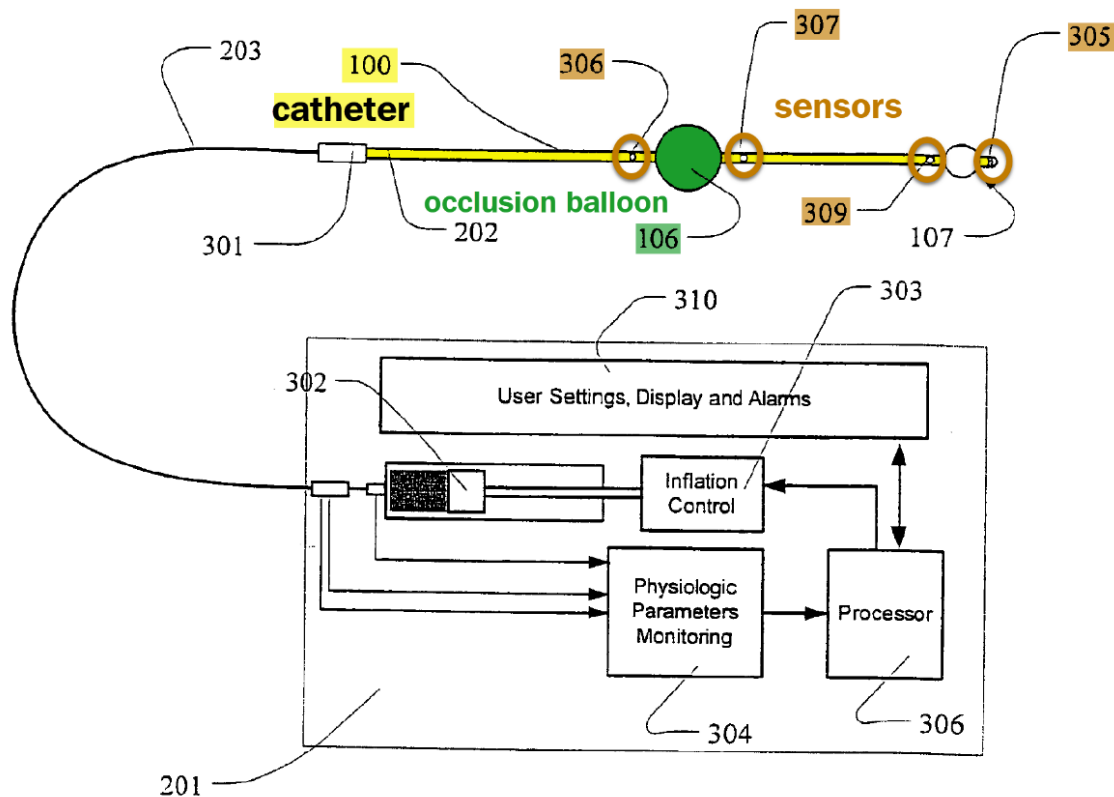 203
100
306
307
305
catheter
sensors
occlusion balloon
301
202
106
309
107
310
303
302
User Settings, Display and Alarms
Inflation
Control
Physiologic
Parameters
Monitoring
Processor
304
306
201